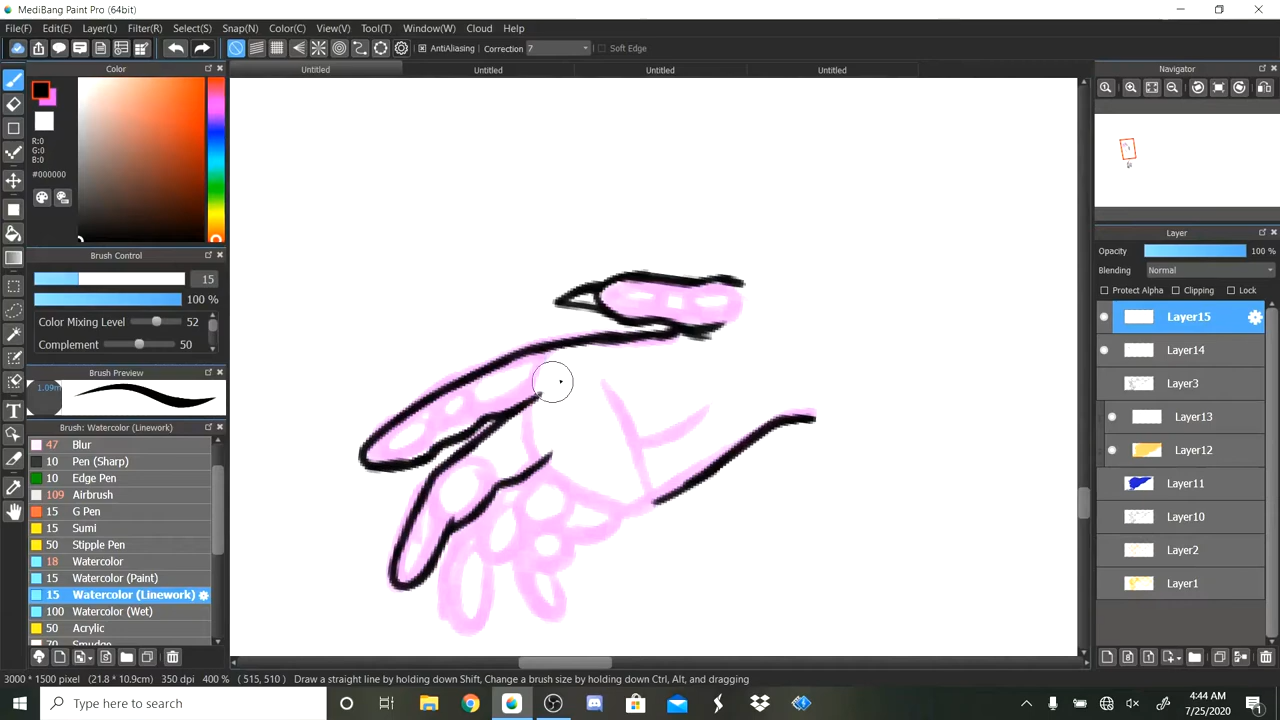 MediBang Paint Pro (64bit)
File(F) Edit(E) Layer(L) Filter(R) Select(S) Snap(N) Color(C) View(V) Tool(T) Window(W) Cloud Help
AntiAliasing Correction 7 Soft Edge
Color
Untitled Untitled Untitled Untitled
Navigator
R:0
G:0
B:0
#000000
Brush Control
15
100 %
Color Mixing Level 52
Complement 50
Brush Preview
1.09m
Brush: Watercolor (Linework)
47 Blur
10 Pen (Sharp)
10 Edge Pen
109 Airbrush
15 G Pen
15 Sumi
50 Stipple Pen
18 Watercolor
15 Watercolor (Paint)
15 Watercolor (Linework)
100 Watercolor (Wet)
50 Acrylic
70 Smudge
Layer
Opacity 100 %
Blending Normal
Protect Alpha Clipping Lock
Layer15
Layer14
Layer3
Layer13
Layer12
Layer11
Layer10
Layer2
Layer1
3000 * 1500 pixel (21.8 * 10.9cm) 350 dpi 400 % (515, 510) Draw a straight line by holding down Shift, Change a brush size by holding down Ctrl, Alt, and dragging
Type here to search
4:44 AM
7/25/2020